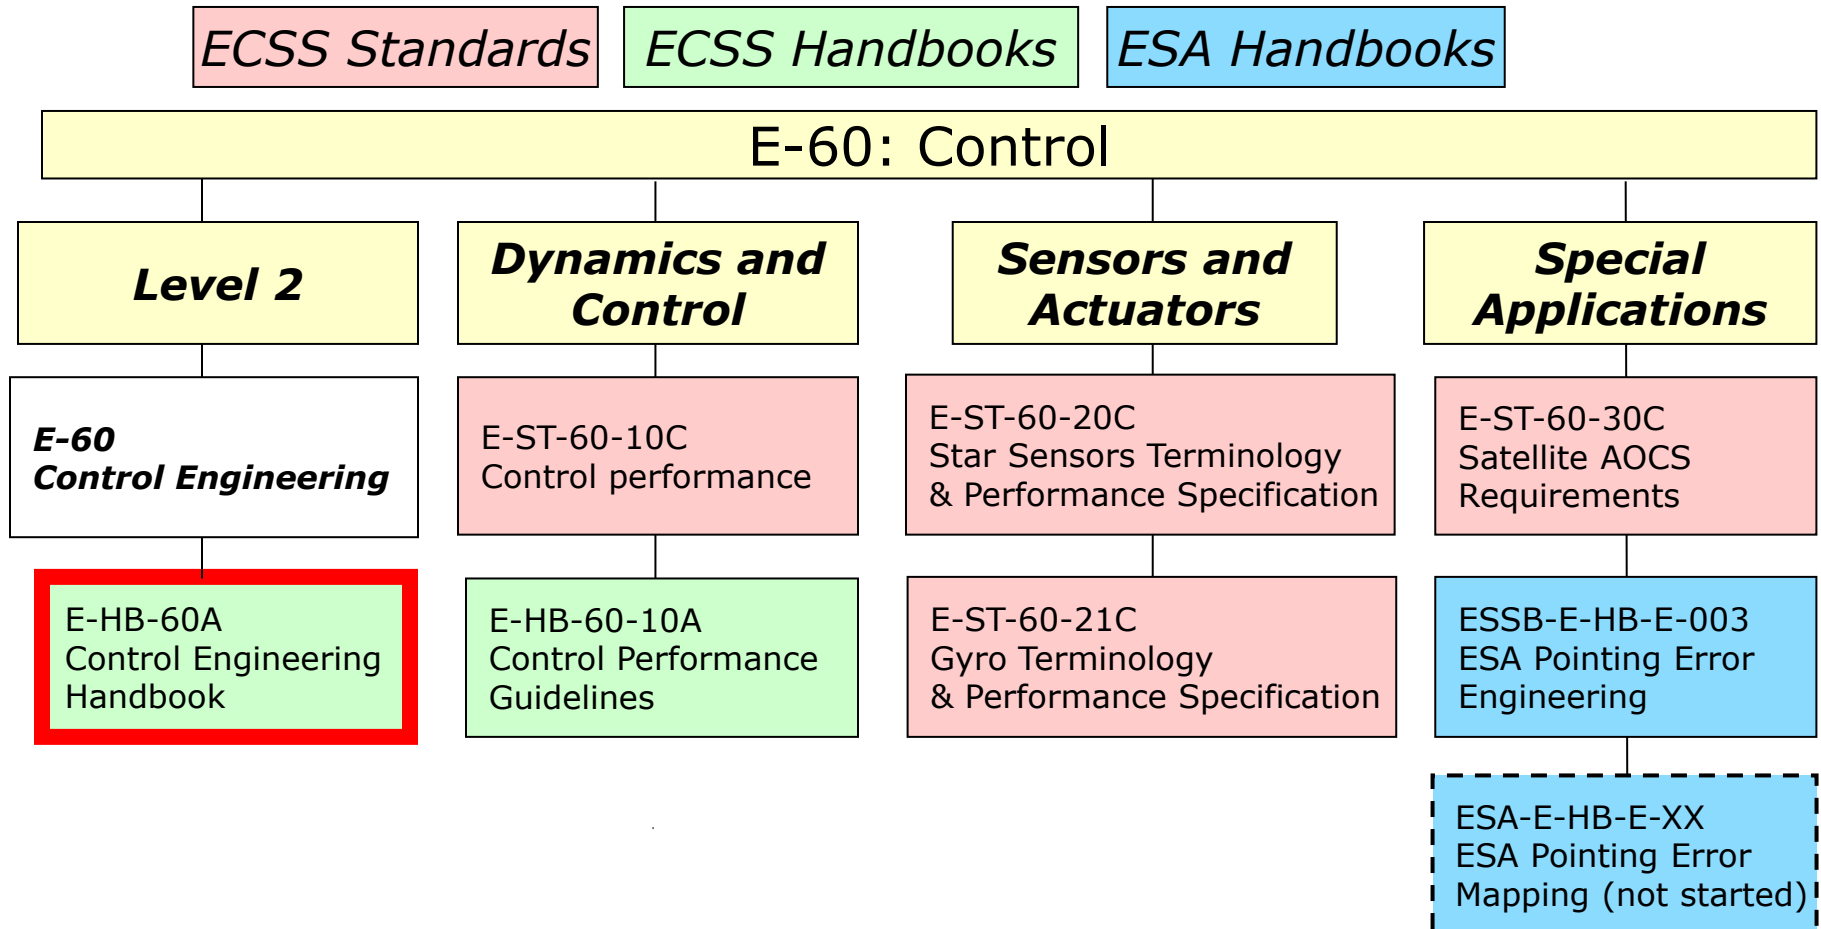 ECSS Standards
ECSS Handbooks
ESA Handbooks
E-60: Control
Level 2
Dynamics and
Control
Sensors and
Actuators
Special
Applications
E-60
Control Engineering
E-ST-60-10C
Control performance
E-ST-60-20C
Star Sensors Terminology
& Performance Specification
E-ST-60-30C
Satellite AOCS
Requirements
E-HB-60A
Control Engineering
Handbook
E-HB-60-10A
Control Performance
Guidelines
E-ST-60-21C
Gyro Terminology
& Performance Specification
ESSB-E-HB-E-003
ESA Pointing Error
Engineering
ESA-E-HB-E-XX
ESA Pointing Error
Mapping (not started)